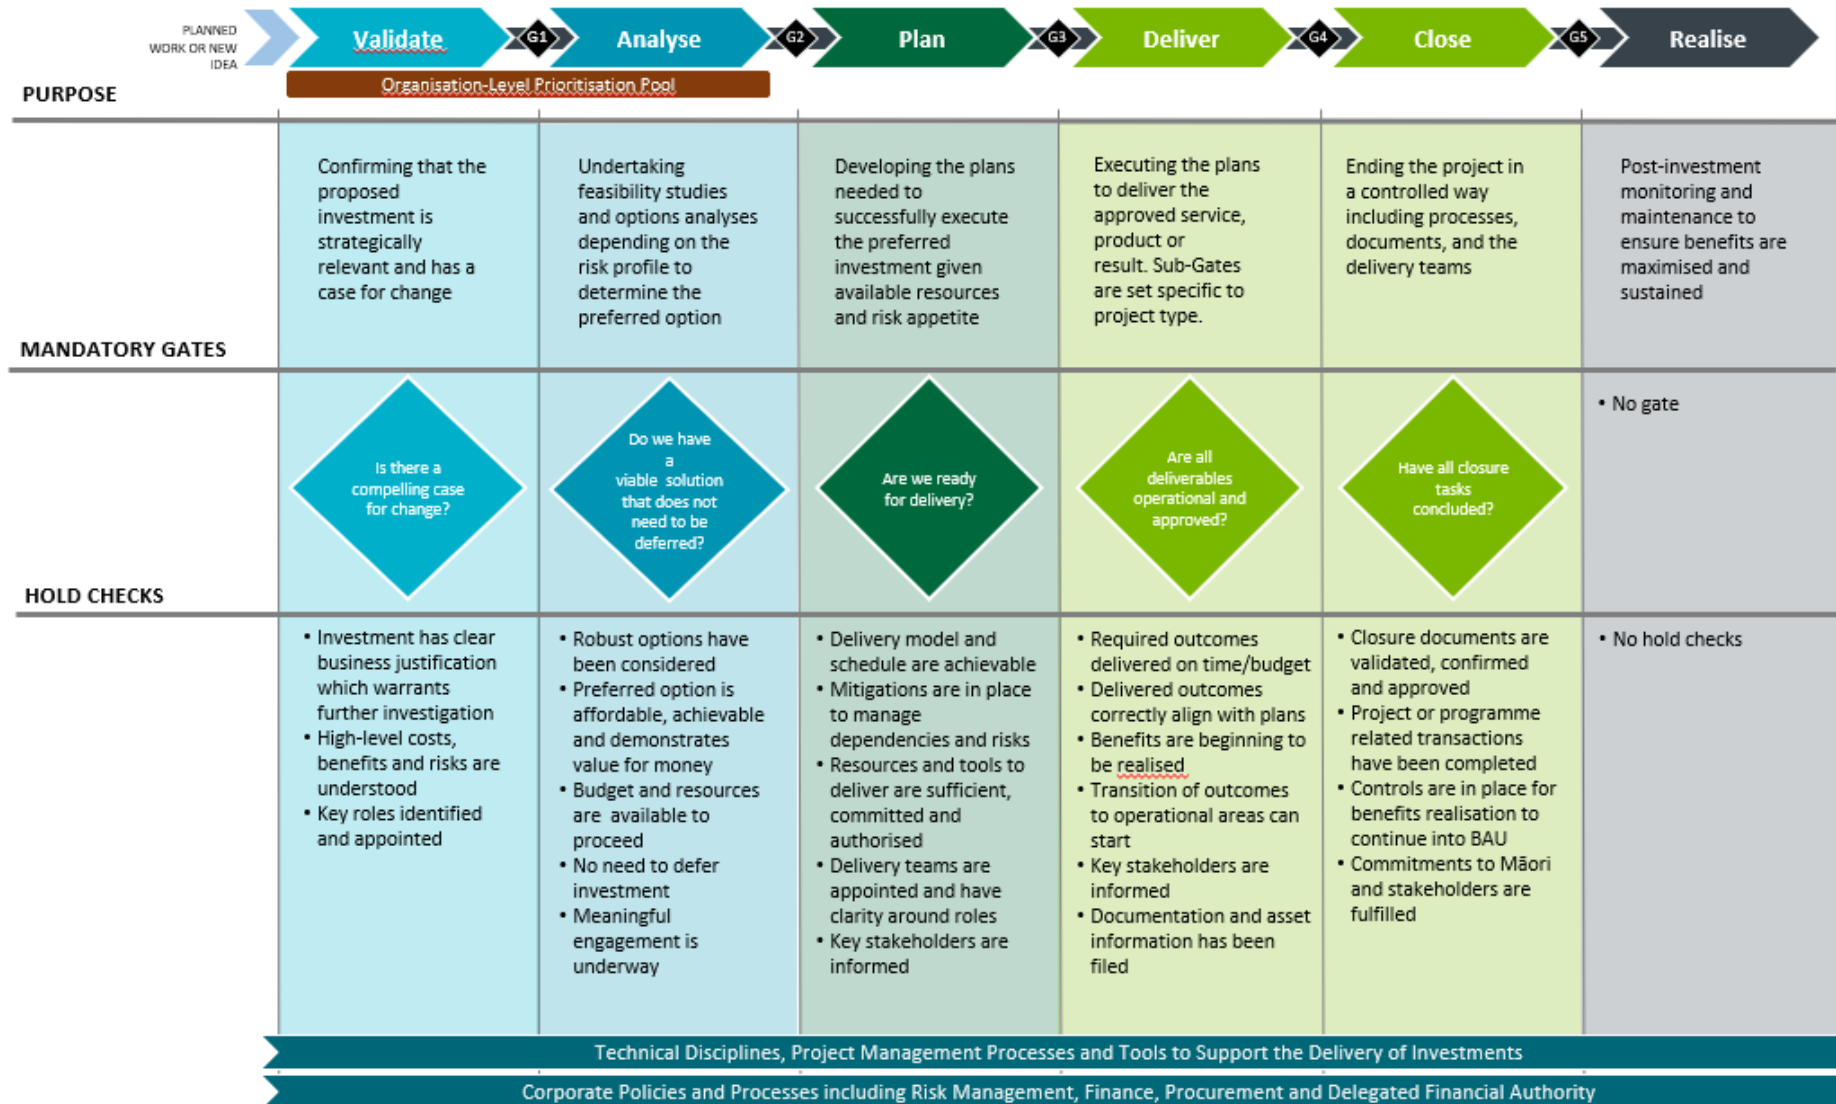 PLANNED
WORK OR NEW
IDEA
Validate
G1
Analyse
G2
Plan
G3
Deliver
G4
Close
G5
Realise
Organisation-Level Prioritisation Pool
PURPOSE
Confirming that the
proposed
investment is
strategically
relevant and has a
case for change
Undertaking
feasibility studies
and options analyses
depending on the
risk profile to
determine the
preferred option
Developing the plans
needed to
successfully execute
the preferred
investment given
available resources
and risk appetite
Executing the plans
to deliver the
approved service,
product or
result. Sub-Gates
are set specific to
project type.
Ending the project in
a controlled way
including processes,
documents, and the
delivery teams
Post-investment
monitoring and
maintenance to
ensure benefits are
maximised and
sustained
MANDATORY GATES
Is there a
compelling case
for change?
Do we have
a
viable solution
that does not
need to be
deferred?
Are we ready
for delivery?
Are all
deliverables
operational and
approved?
Have all closure
tasks
concluded?
• No gate
HOLD CHECKS
• Investment has clear
business justification
which warrants
further investigation
• High-level costs,
benefits and risks are
understood
• Key roles identified
and appointed
• Robust options have
been considered
• Preferred option is
affordable, achievable
and demonstrates
value for money
• Budget and resources
are available to
proceed
• No need to defer
investment
• Meaningful
engagement is
underway
• Delivery model and
schedule are achievable
• Mitigations are in place
to manage
dependencies and risks
• Resources and tools to
deliver are sufficient,
committed and
authorised
• Delivery teams are
appointed and have
clarity around roles
• Key stakeholders are
informed
• Required outcomes
delivered on time/budget
• Delivered outcomes
correctly align with plans
• Benefits are beginning to
be realised
• Transition of outcomes
to operational areas can
start
• Key stakeholders are
informed
• Documentation and asset
information has been
filed
• Closure documents are
validated, confirmed
and approved
• Project or programme
related transactions
have been completed
• Controls are in place for
benefits realisation to
continue into BAU
• Commitments to Māori
and stakeholders are
fulfilled
• No hold checks
Technical Disciplines, Project Management Processes and Tools to Support the Delivery of Investments
Corporate Policies and Processes including Risk Management, Finance, Procurement and Delegated Financial Authority